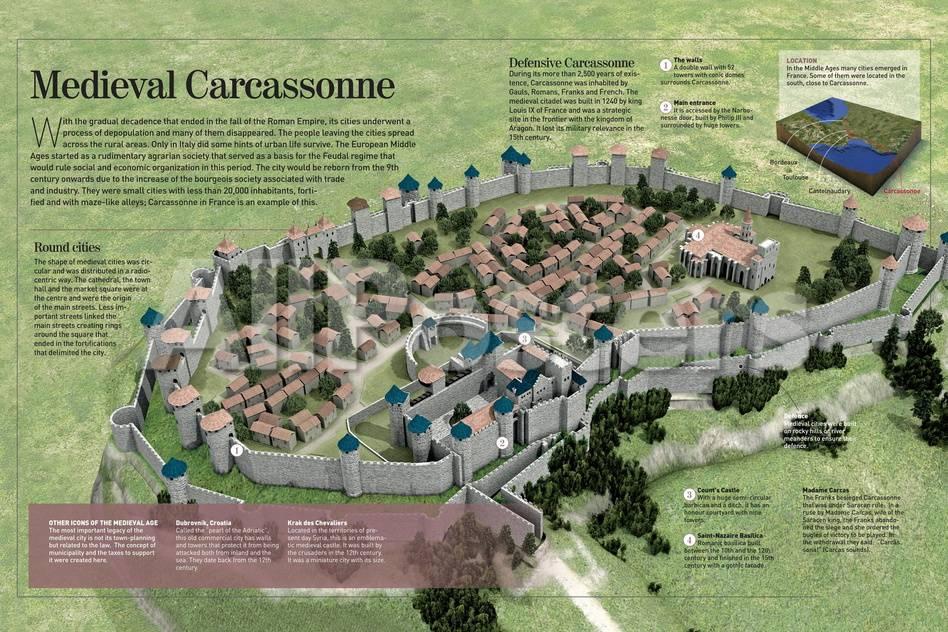 Medieval Carcassonne
With the gradual decadence that ended in the fall of the Roman Empire, its cities underwent a
process of depopulation and many of them disappeared. The people leaving the cities spread
across the rural areas. Only in Italy did some hints of urban life survive. The European Middle
Ages started as a rudimentary agrarian society that served as a basis for the Feudal regime that
would rule social and economic organization in this period. The city would be reborn from the 9th
century onwards due to the increase of the bourgeois society associated with trade
and industry. They were small cities with less than 20,000 inhabitants, forti-
fied and with maze-like alleys; Carcassonne in France is an example of this.
Round cities
The shape of medieval cities was cir-
cular and was distributed in a radio-
centric way. The cathedral, the town
hall and the market square were at
the centre and were the origin
of the main streets. Less im-
portant streets linked the
main streets creating rings
around the square that
ended in the fortifications
that delimited the city.
Defensive Carcassonne
During its more than 2,500 years of exis-
tence, Carcassonne was inhabited by
Gauls, Romans, Franks and French. The
medieval citadel was built in 1240 by king
Louis IX of France and was a strategic
site in the frontier with the kingdom of
Aragon. It lost its military relevance in the
15th century.
1 The walls
A double wall with 52
towers with conic domes
surrounds Carcassonne.
2 Main entrance
It is accessed by the Narbo-
nesse door, built by Philip III and
surrounded by huge towers.
LOCATION
In the Middle Ages many cities emerged in
France. Some of them were located in the
south, close to Carcassonne.
Bordeaux
Toulouse
Castelnaudary
Carcassonne
4
3
2
1
Defence
Medieval cities were built
on rocky hills or river
meanders to ensure the
defence.
3 Count's Castle
With a huge semi-circular
barbican and a ditch, it has an
honour courtyard with nine
towers.
4 Saint-Nazaire Basilica
Romanic basilica built
between the 10th and the 12th
century and finished in the 15th
century with a gothic facade.
Madame Carcas
The Franks besieged Carcassonne
that was under Saracen rule. In a
ruse by Madame Carcas, wife of the
Saracen king, the Franks abando-
ned the siege and she ordered the
bugles of victory to be played. In
the withdrawal they said: "Carcas
sona!" (Carcas sounds).
OTHER ICONS OF THE MEDIEVAL AGE
The most important legacy of the
medieval city is not its town-planning
but related to the law. The concept of
municipality and the taxes to support
it were created here.
Dubrovnik, Croatia
Called the "pearl of the Adriatic",
this old commercial city has walls
and towers that protect it from being
attacked both from inland and the
sea. They date back from the 12th
century.
Krak des Chevaliers
Located in the territories of pre-
sent day Syria, this is an emblema-
tic medieval castle. It was built by
the crusaders in the 12th century.
It was a miniature city with its size.
AllPosters